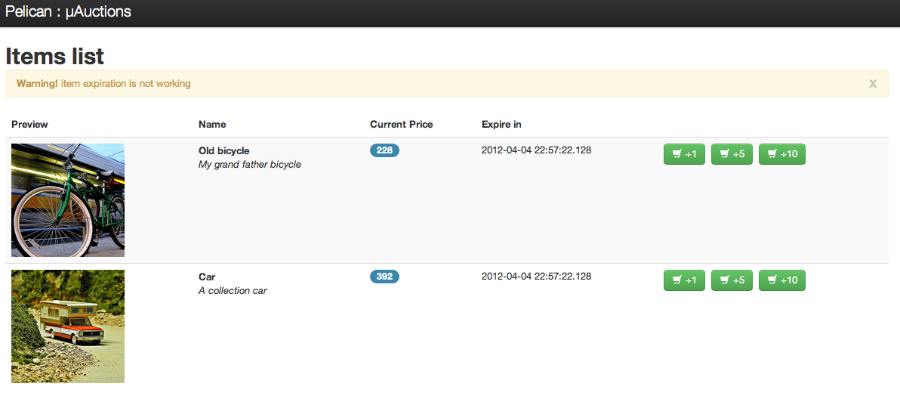 Pelican : µAuctions
Items list
Warning! item expiration is not working x
Preview Name Current Price Expire in
Old bicycle 228 2012-04-04 22:57:22.128 +1 +5 +10
My grand father bicycle
Car 392 2012-04-04 22:57:22.128 +1 +5 +10
A collection car